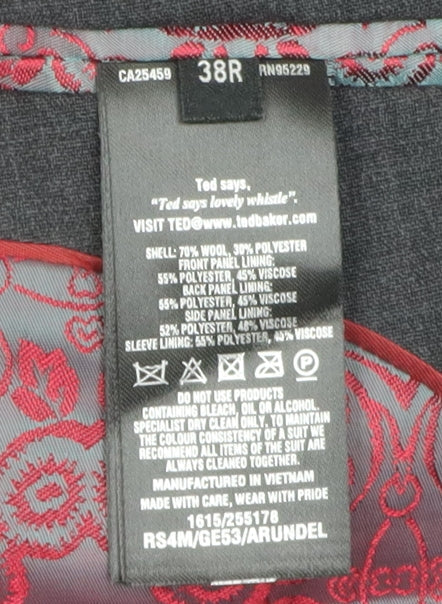 CA25459 38R RN95229
Ted says,
"Ted says lovely whistle".
VISIT TED@www.tedbaker.com
SHELL: 70% WOOL, 30% POLYESTER
FRONT PANEL LINING:
55% POLYESTER, 45% VISCOSE
BACK PANEL LINING:
55% POLYESTER, 45% VISCOSE
SIDE PANEL LINING:
52% POLYESTER, 48% VISCOSE
SLEEVE LINING: 55% POLYESTER, 45% VISCOSE
P
DO NOT USE PRODUCTS
CONTAINING BLEACH, OIL OR ALCOHOL.
SPECIALIST DRY CLEAN ONLY. TO MAINTAIN
THE COLOUR CONSISTENCY OF A SUIT WE
RECOMMEND ALL ITEMS OF THE SUIT ARE
ALWAYS CLEANED TOGETHER.
MANUFACTURED IN VIETNAM
MADE WITH CARE, WEAR WITH PRIDE
1615/255178
RS4M/GE53/ARUNDEL